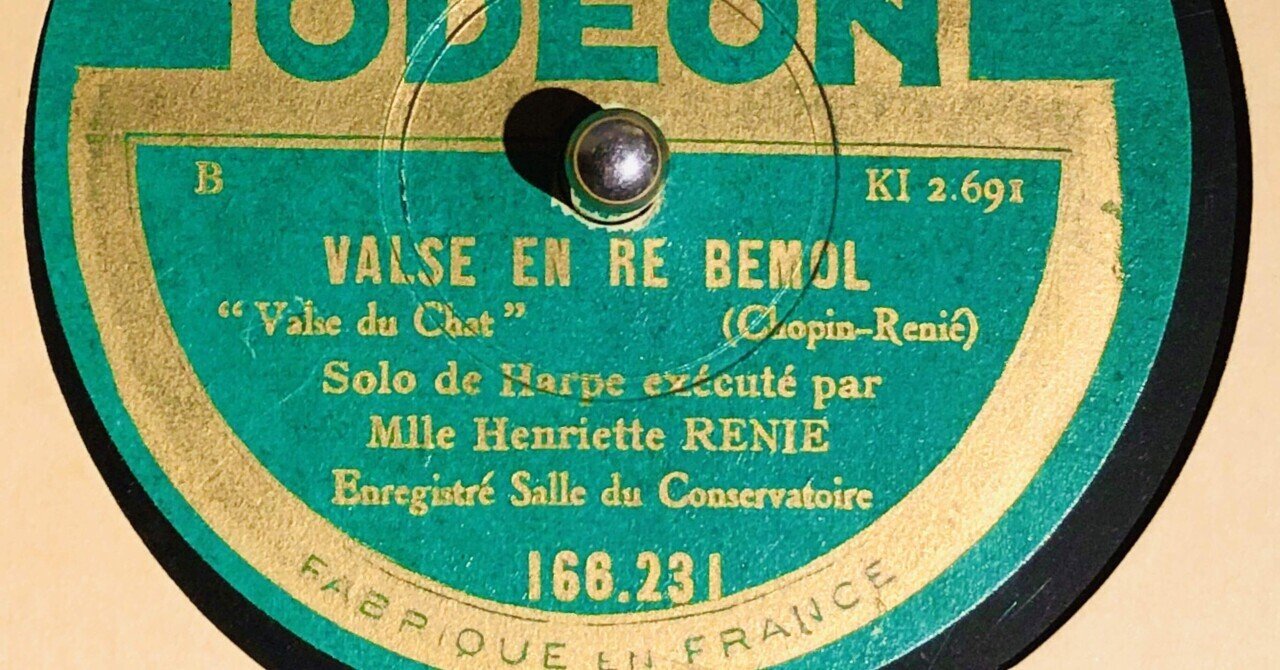 ODEON
B KI 2.691
VALSE EN RE BEMOL
“Valse du Chat” (Chopin-Renié)
Solo de Harpe exécuté par
Mlle Henriette RENIE
Enregistré Salle du Conservatoire
166.231
FABRIQUE EN FRANCE